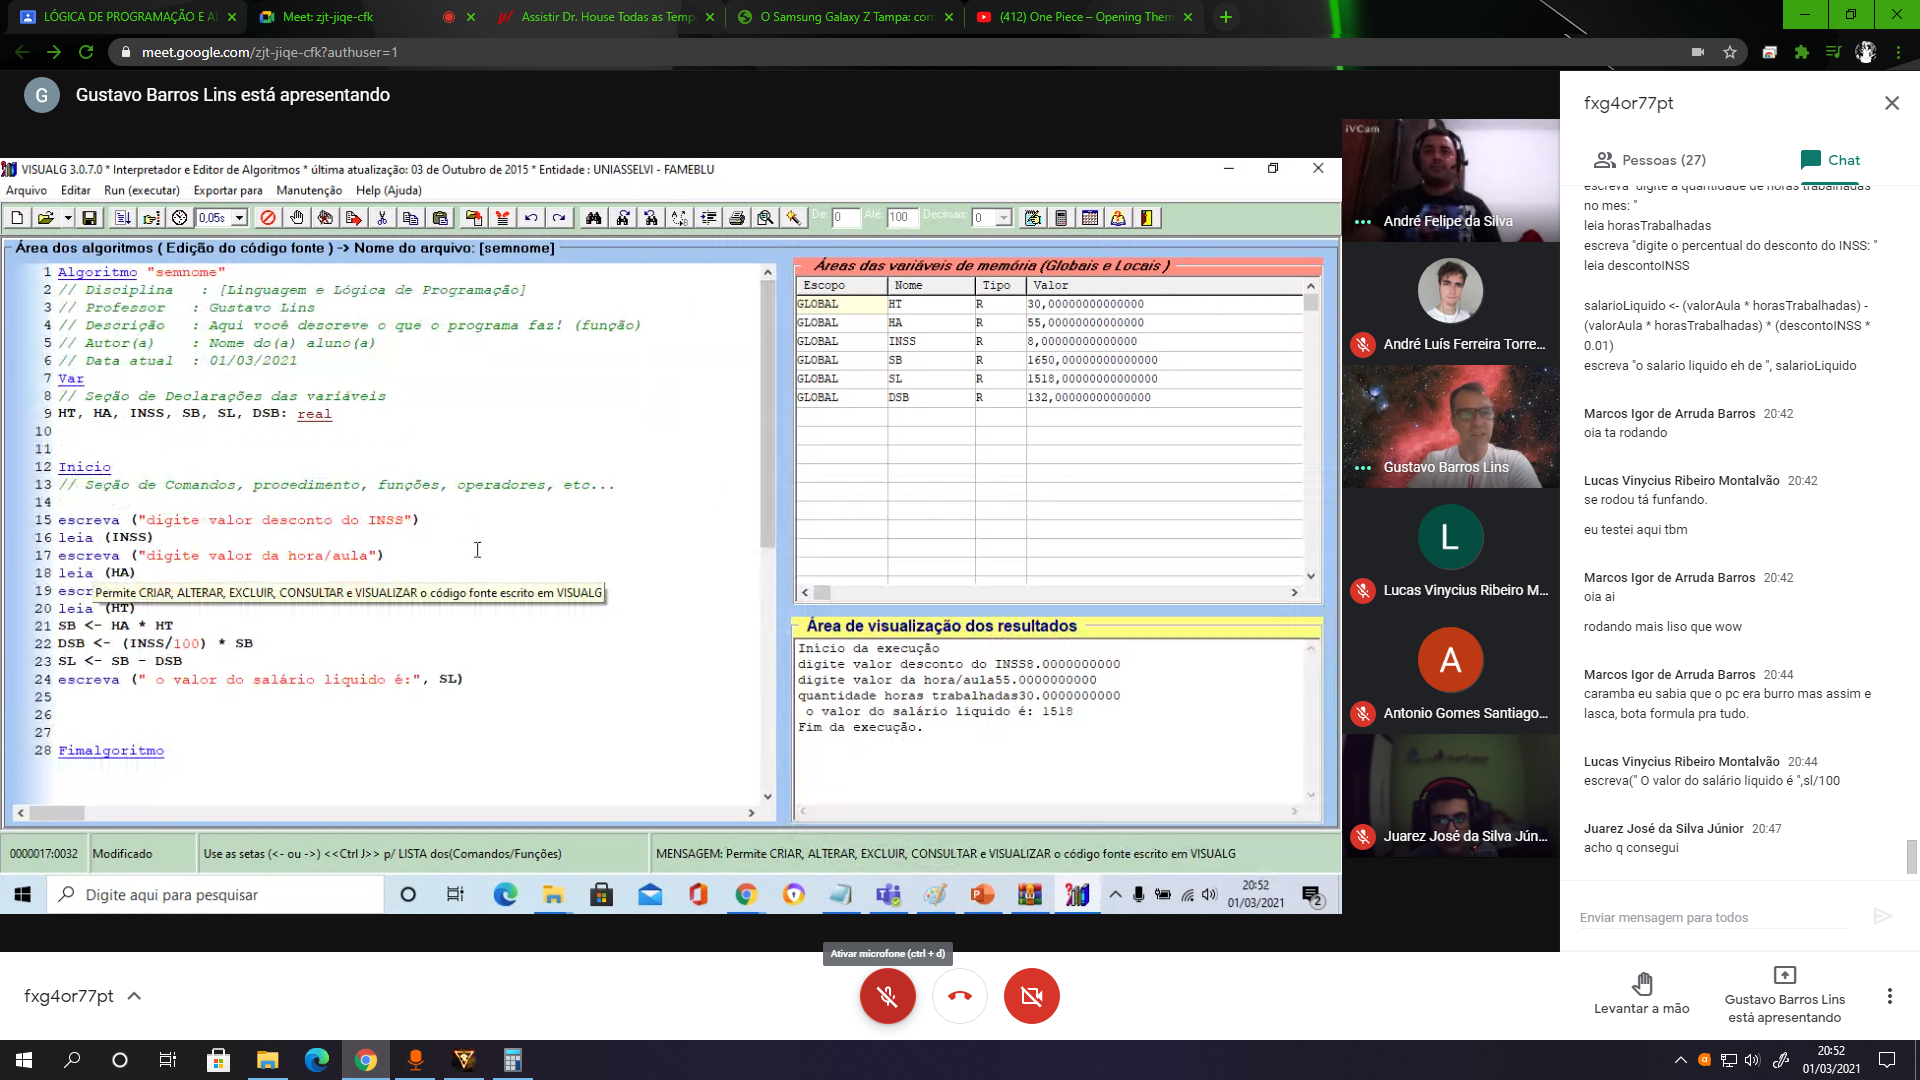 LÓGICA DE PROGRAMAÇÃO E AL
Meet: zjt-jiqe-cfk
Assistir Dr. House Todas as Temp
O Samsung Galaxy Z Tampa: com
(412) One Piece – Opening Them
meet.google.com/zjt-jiqe-cfk?authuser=1
G
Gustavo Barros Lins está apresentando
VISUALG 3.0.7.0 * Interpretador e Editor de Algoritmos * última atualização: 03 de Outubro de 2015 * Entidade : UNIASSELVI - FAMEBLU
Arquivo Editar Run (executar) Exportar para Manutenção Help (Ajuda)
0,05s De: 0 Até: 100 Decimais: 0
Área dos algoritmos ( Edição do código fonte ) -> Nome do arquivo: [semnome]
1 Algoritmo "semnome"
2 // Disciplina : [Linguagem e Lógica de Programação]
3 // Professor : Gustavo Lins
4 // Descrição : Aqui você descreve o que o programa faz! (função)
5 // Autor(a) : Nome do(a) aluno(a)
6 // Data atual : 01/03/2021
7 Var
8 // Seção de Declarações das variáveis
9 HT, HA, INSS, SB, SL, DSB: real
10
11
12 Inicio
13 // Seção de Comandos, procedimento, funções, operadores, etc...
14
15 escreva ("digite valor desconto do INSS")
16 leia (INSS)
17 escreva ("digite valor da hora/aula")
18 leia (HA)
19 escr
Permite CRIAR, ALTERAR, EXCLUIR, CONSULTAR e VISUALIZAR o código fonte escrito em VISUALG
20 leia (HT)
21 SB <- HA * HT
22 DSB <- (INSS/100) * SB
23 SL <- SB - DSB
24 escreva (" o valor do salário liquido é:", SL)
25
26
27
28 Fimalgoritmo
Áreas das variáveis de memória (Globais e Locais )
Escopo Nome Tipo Valor
GLOBAL HT R 30,00000000000000
GLOBAL HA R 55,00000000000000
GLOBAL INSS R 8,0000000000000
GLOBAL SB R 1650,00000000000000
GLOBAL SL R 1518,00000000000000
GLOBAL DSB R 132,00000000000000
Área de visualização dos resultados
Início da execução
digite valor desconto do INSS8.0000000000
digite valor da hora/aula55.0000000000
quantidade horas trabalhadas30.0000000000
o valor do salário liquido é: 1518
Fim da execução.
0000017:0032 Modificado Use as setas (<- ou ->) <<Ctrl J>> p/ LISTA dos(Comandos/Funções) MENSAGEM: Permite CRIAR, ALTERAR, EXCLUIR, CONSULTAR e VISUALIZAR o código fonte escrito em VISUALG
Digite aqui para pesquisar
20:52
01/03/2021
2
iVCam
André Felipe da Silva
André Luís Ferreira Torre...
Gustavo Barros Lins
L
Lucas Vinycius Ribeiro M...
A
Antonio Gomes Santiago...
Juarez José da Silva Jún...
fxg4or77pt
Pessoas (27)
Chat
escreva "digite a quantidade de horas trabalhadas
no mes: "
leia horasTrabalhadas
escreva "digite o percentual do desconto do INSS: "
leia descontoINSS
salarioLiquido <- (valorAula * horasTrabalhadas) -
(valorAula * horasTrabalhadas) * (descontoINSS *
0.01)
escreva "o salario liquido eh de ", salarioLiquido
Marcos Igor de Arruda Barros 20:42
oia ta rodando
Lucas Vinycius Ribeiro Montalvão 20:42
se rodou tá funfando.
eu testei aqui tbm
Marcos Igor de Arruda Barros 20:42
oia ai
rodando mais liso que wow
Marcos Igor de Arruda Barros 20:44
caramba eu sabia que o pc era burro mas assim e
lasca, bota formula pra tudo.
Lucas Vinycius Ribeiro Montalvão 20:44
escreva(" O valor do salário liquido é ",sl/100
Juarez José da Silva Júnior 20:47
acho q consegui
Enviar mensagem para todos
Ativar microfone (ctrl + d)
fxg4or77pt
Levantar a mão
Gustavo Barros Lins
está apresentando
20:52
01/03/2021